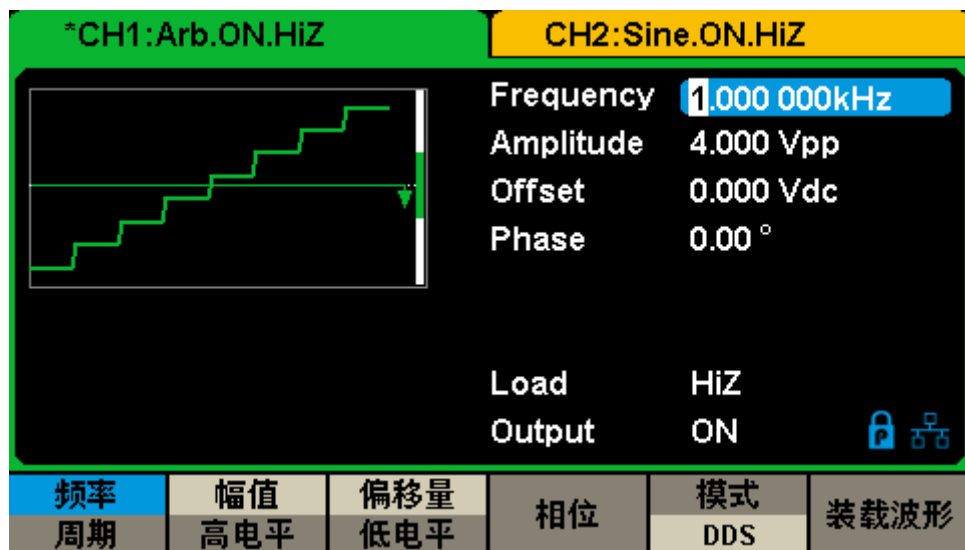 *CH1:Arb.ON.HiZ CH2:Sine.ON.HiZ
Frequency 1.000 000kHz
Amplitude 4.000 Vpp
Offset 0.000 Vdc
Phase 0.00 °
Load HiZ
Output ON
频率 幅值 偏移量 相位 模式 装载波形
周期 高电平 低电平 DDS